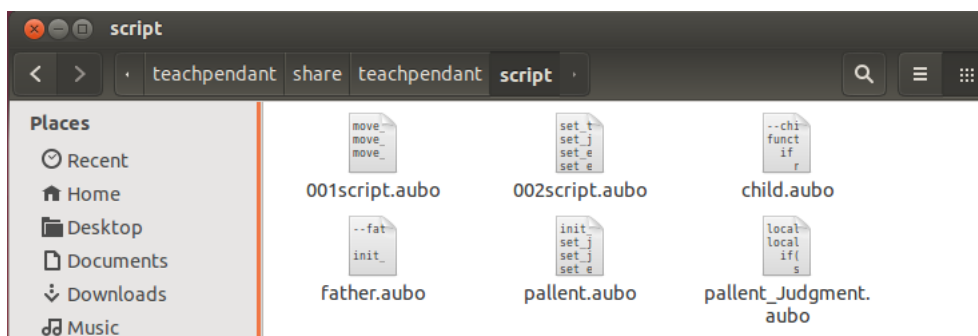 script
teachpendant share teachpendant script
Places
Recent
Home
Desktop
Documents
Downloads
Music
move_
move_
move_
001script.aubo
set_t
set_j
set_e
set e
002script.aubo
--chi
funct
if
r
child.aubo
--fat
init_
father.aubo
init_
set_j
set_j
set e
pallent.aubo
local
local
if(
s
pallent_Judgment.
aubo